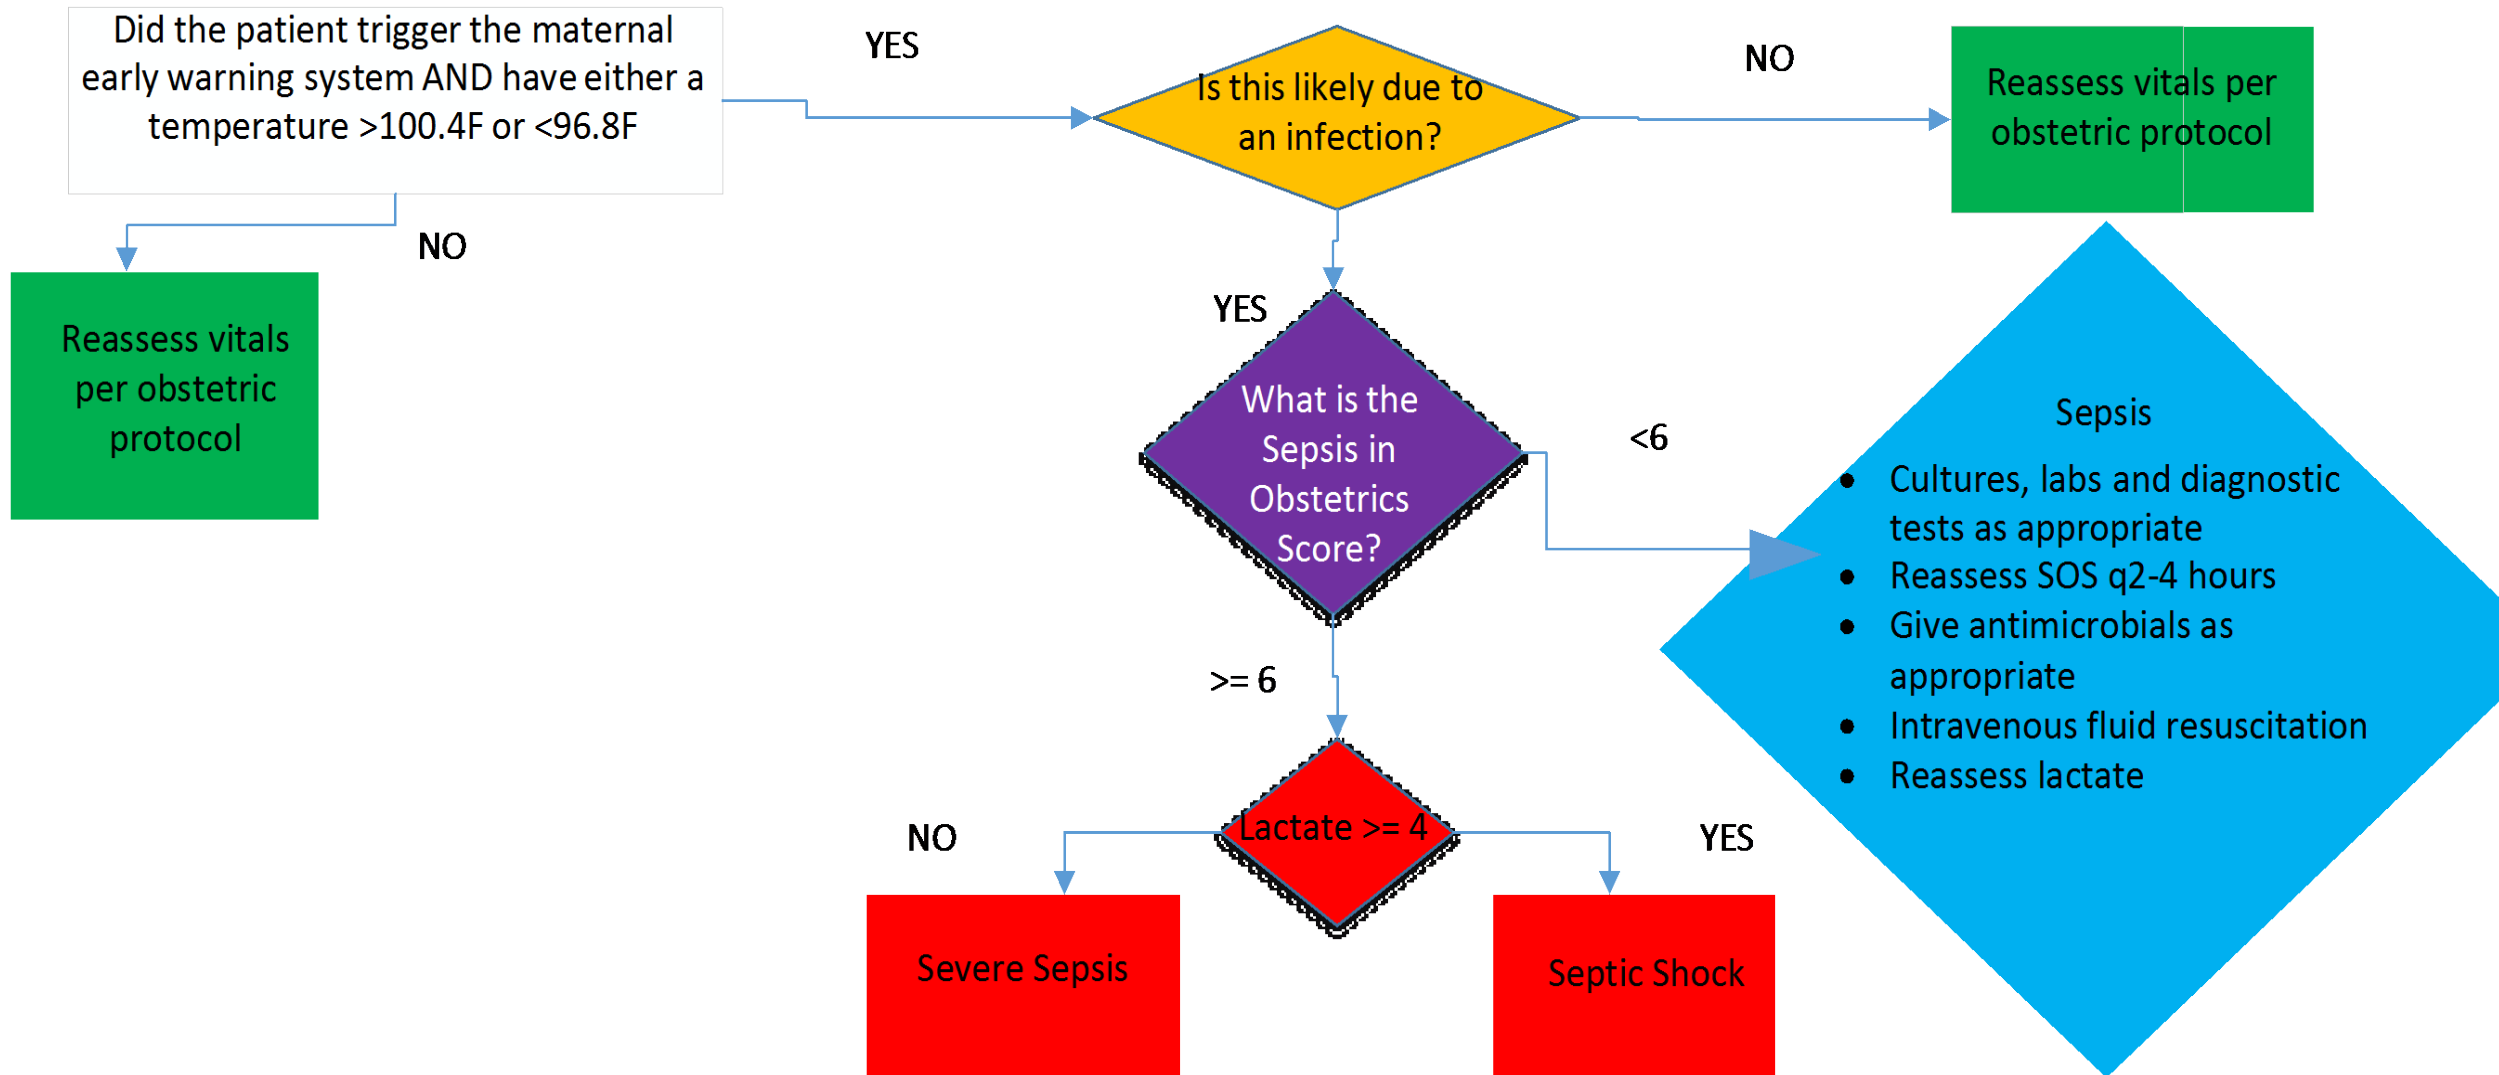 Did the patient trigger the maternal
early warning system AND have either a
temperature >100.4F or <96.8F
YES
Is this likely due to
an infection?
NO
Reassess vitals per
obstetric protocol
NO
Reassess vitals
per obstetric
protocol
YES
What is the
Sepsis in
Obstetrics
Score?
<6
Sepsis
• Cultures, labs and diagnostic
tests as appropriate
• Reassess SOS q2-4 hours
• Give antimicrobials as
appropriate
• Intravenous fluid resuscitation
• Reassess lactate
>= 6
Lactate >= 4
NO
YES
Severe Sepsis
Septic Shock